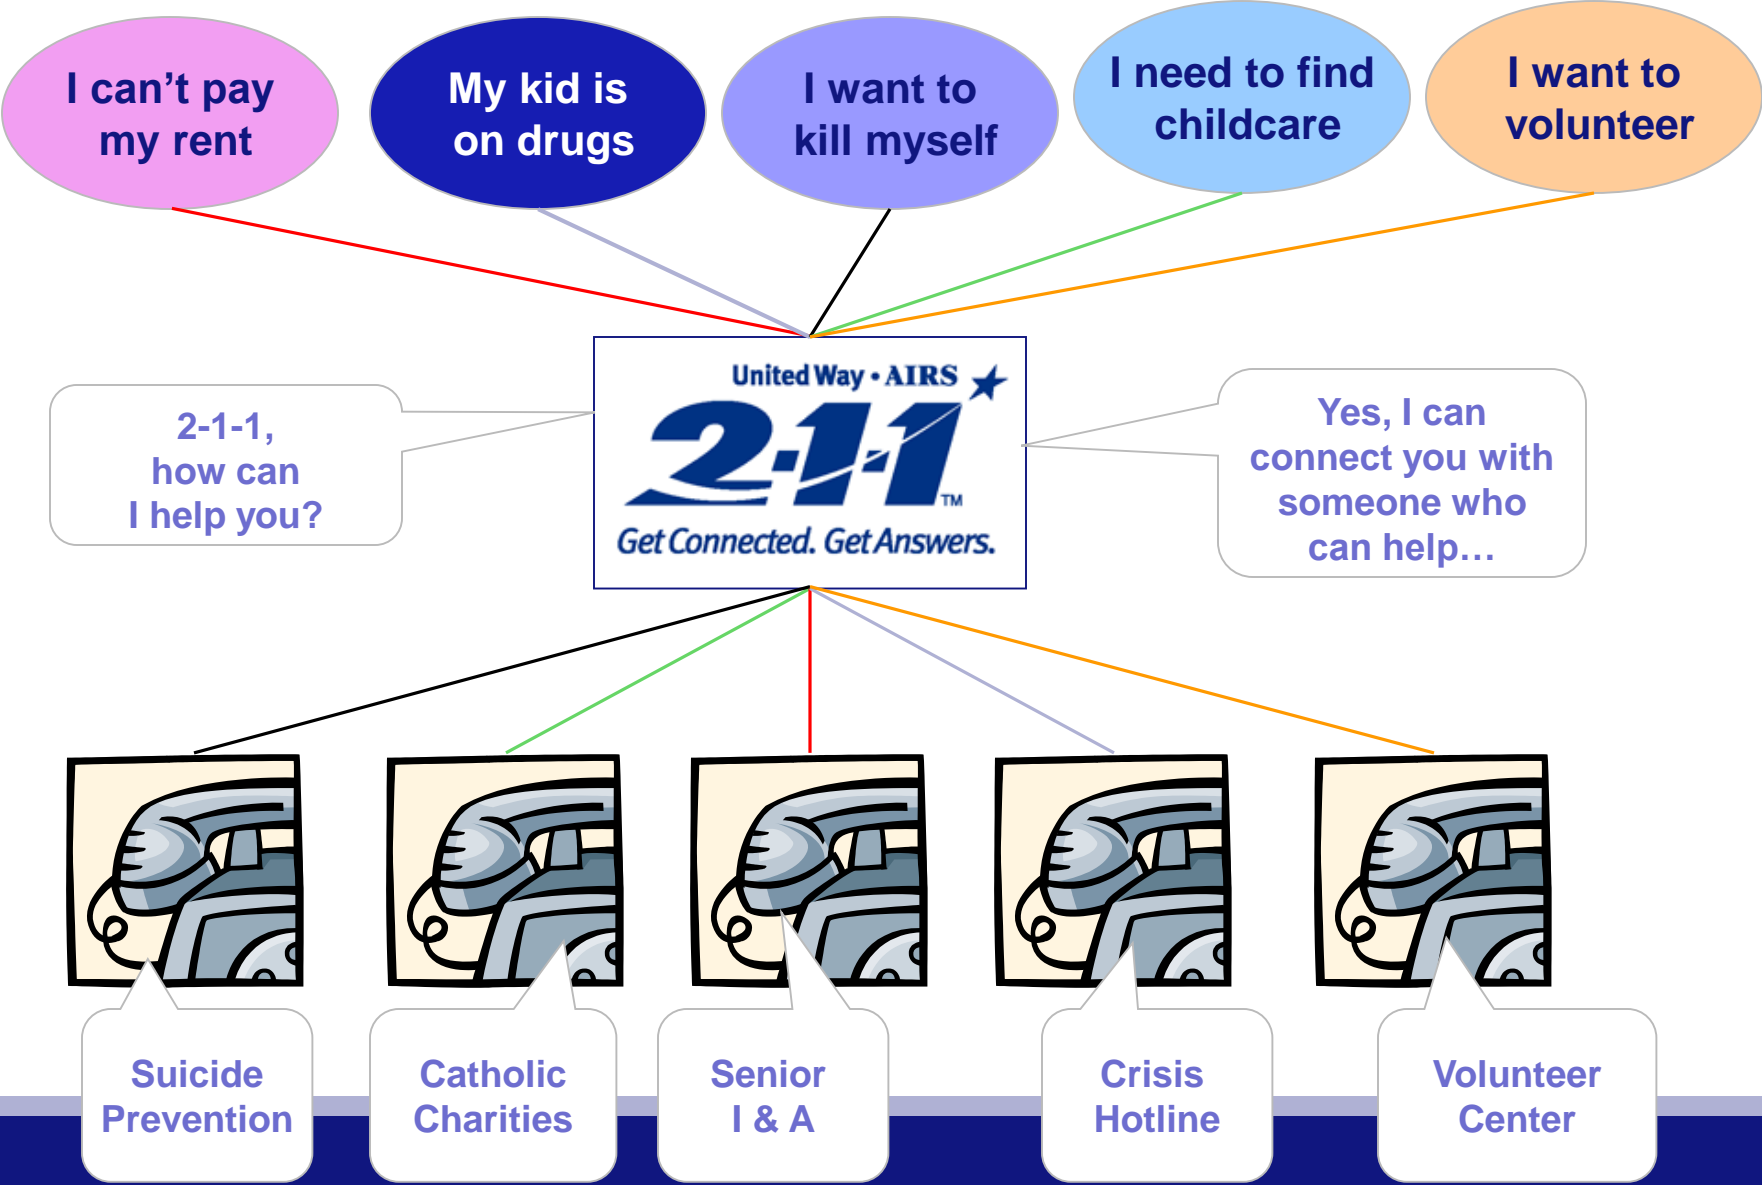 I can't pay
my rent
My kid is
on drugs
I want to
kill myself
I need to find
childcare
I want to
volunteer
2-1-1,
how can
I help you?
United Way • AIRS
2-1-1
TM
Get Connected. Get Answers.
Yes, I can
connect you with
someone who
can help…
Suicide
Prevention
Catholic
Charities
Senior
I & A
Crisis
Hotline
Volunteer
Center